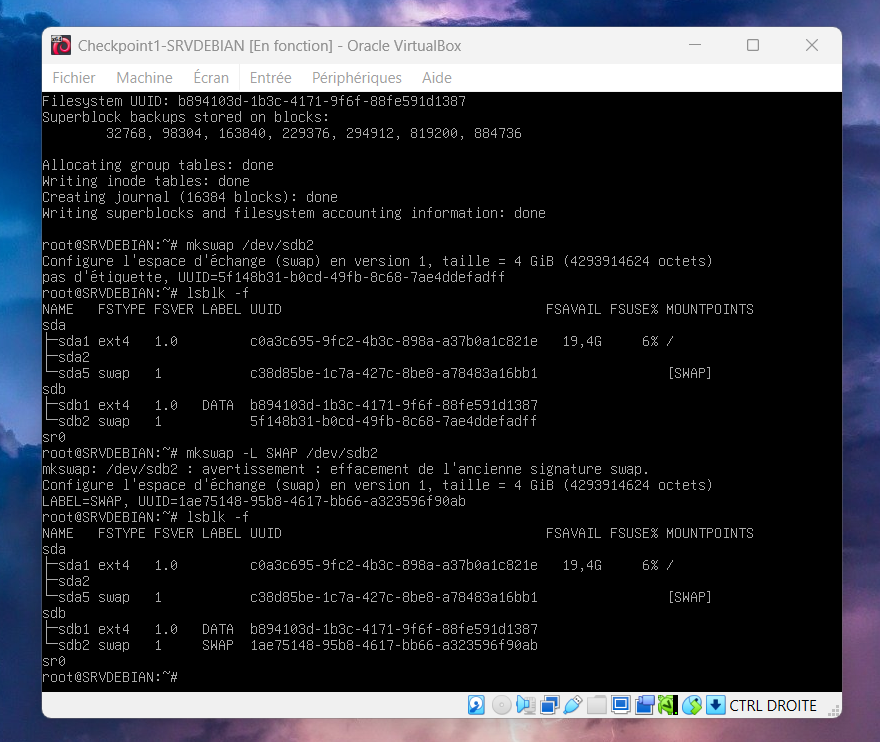 Checkpoint1-SRVDEBIAN [En fonction] - Oracle VirtualBox
Fichier Machine Écran Entrée Périphériques Aide
Filesystem UUID: b894103d-1b3c-4171-9f6f-88fe591d1387
Superblock backups stored on blocks:
        32768, 98304, 163840, 229376, 294912, 819200, 884736
Allocating group tables: done
Writing inode tables: done
Creating journal (16384 blocks): done
Writing superblocks and filesystem accounting information: done
root@SRVDEBIAN:~# mkswap /dev/sdb2
Configure l'espace d'échange (swap) en version 1, taille = 4 GiB (4293914624 octets)
pas d'étiquette, UUID=5f148b31-b0cd-49fb-8c68-7ae4ddefadff
root@SRVDEBIAN:~# lsblk -f
NAME   FSTYPE FSVER LABEL UUID                                 FSAVAIL FSUSE% MOUNTPOINTS
sda
├─sda1 ext4   1.0         c0a3c695-9fc2-4b3c-898a-a37b0a1c821e   19,4G     6% /
├─sda2
└─sda5 swap   1           c38d85be-1c7a-427c-8be8-a78483a16bb1                [SWAP]
sdb
├─sdb1 ext4   1.0   DATA  b894103d-1b3c-4171-9f6f-88fe591d1387
└─sdb2 swap   1           5f148b31-b0cd-49fb-8c68-7ae4ddefadff
sr0
root@SRVDEBIAN:~# mkswap -L SWAP /dev/sdb2
mkswap: /dev/sdb2 : avertissement : effacement de l'ancienne signature swap.
Configure l'espace d'échange (swap) en version 1, taille = 4 GiB (4293914624 octets)
LABEL=SWAP, UUID=1ae75148-95b8-4617-bb66-a323596f90ab
root@SRVDEBIAN:~# lsblk -f
NAME   FSTYPE FSVER LABEL UUID                                 FSAVAIL FSUSE% MOUNTPOINTS
sda
├─sda1 ext4   1.0         c0a3c695-9fc2-4b3c-898a-a37b0a1c821e   19,4G     6% /
├─sda2
└─sda5 swap   1           c38d85be-1c7a-427c-8be8-a78483a16bb1                [SWAP]
sdb
├─sdb1 ext4   1.0   DATA  b894103d-1b3c-4171-9f6f-88fe591d1387
└─sdb2 swap   1     SWAP  1ae75148-95b8-4617-bb66-a323596f90ab
sr0
root@SRVDEBIAN:~#
CTRL DROITE